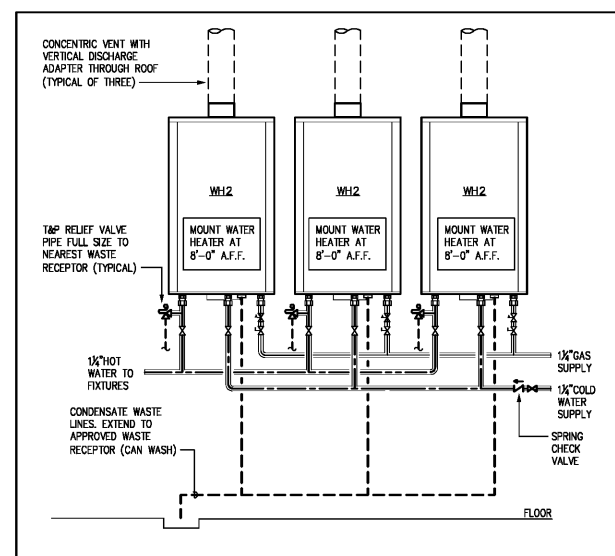 CONCENTRIC VENT WITH
VERTICAL DISCHARGE
ADAPTER THROUGH ROOF
(TYPICAL OF THREE)
WH2
WH2
WH2
MOUNT WATER
HEATER AT
8'-0" A.F.F.
MOUNT WATER
HEATER AT
8'-0" A.F.F.
MOUNT WATER
HEATER AT
8'-0" A.F.F.
T&P RELIEF VALVE
PIPE FULL SIZE TO
NEAREST WASTE
RECEPTOR (TYPICAL)
1¼"HOT
WATER TO
FIXTURES
1¼"GAS
SUPPLY
1¼"COLD
WATER
SUPPLY
CONDENSATE WASTE
LINES. EXTEND TO
APPROVED WASTE
RECEPTOR (CAN WASH)
SPRING
CHECK
VALVE
FLOOR